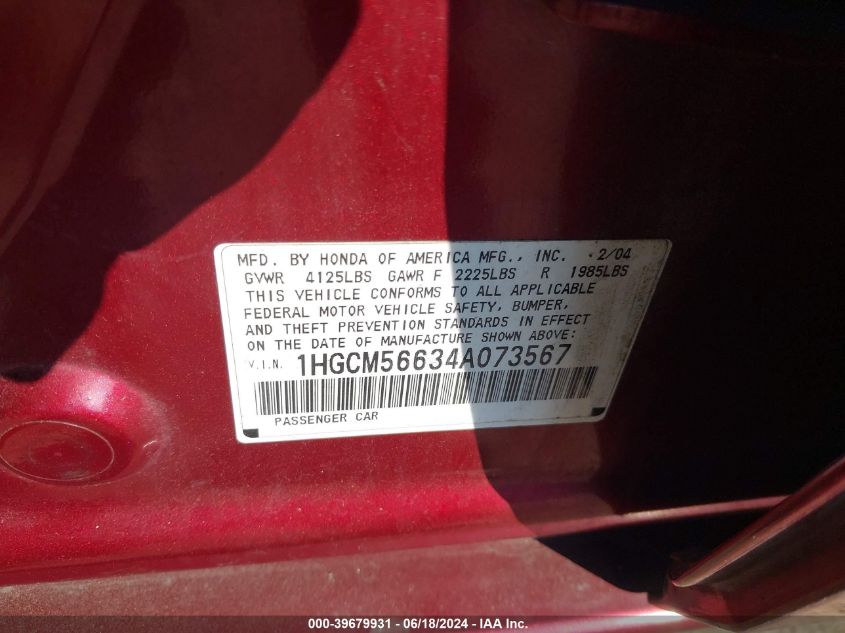 MFD. BY HONDA OF AMERICA MFG., INC. 2/04
GVWR 4125LBS GAWR F 2225LBS R 1985LBS
THIS VEHICLE CONFORMS TO ALL APPLICABLE
FEDERAL MOTOR VEHICLE SAFETY, BUMPER,
AND THEFT PREVENTION STANDARDS IN EFFECT
ON THE DATE OF MANUFACTURE SHOWN ABOVE:
V.I.N. 1HGCM56634A073567
PASSENGER CAR
000-39679931 - 06/18/2024 - IAA Inc.